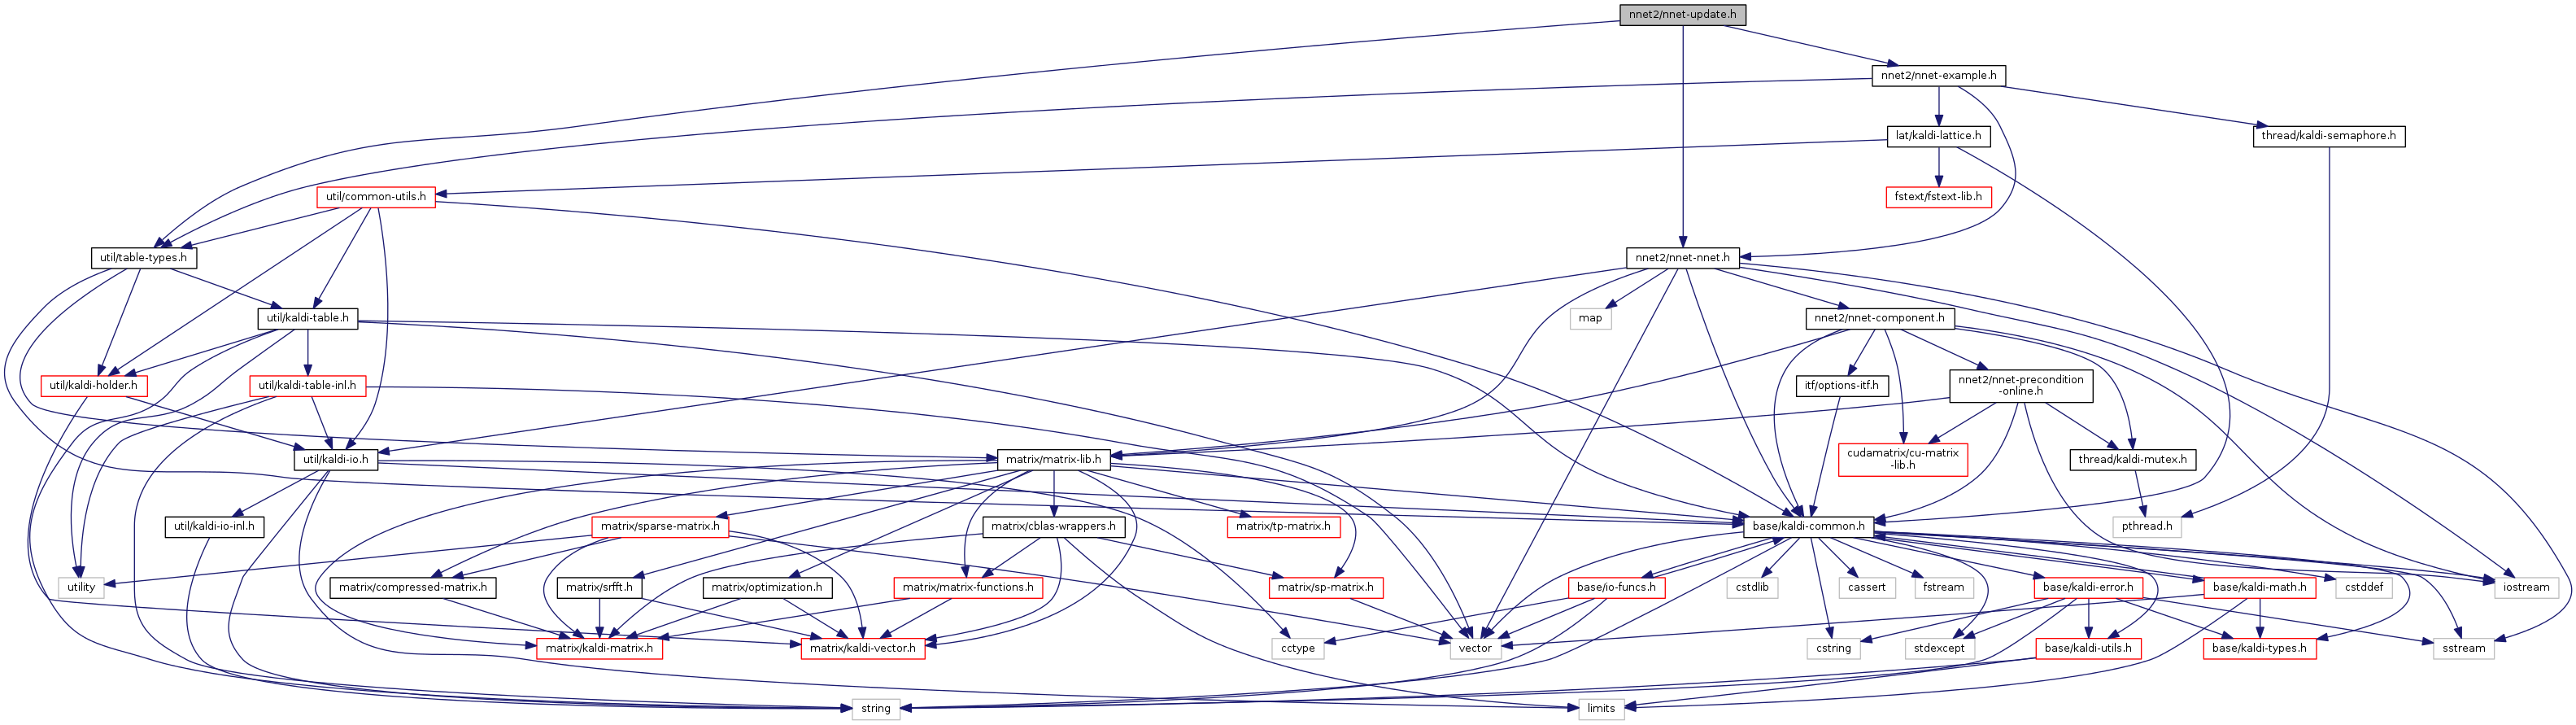 nnet2/nnet-update.h
nnet2/nnet-example.h
lat/kaldi-lattice.h
thread/kaldi-semaphore.h
util/common-utils.h
fstext/fstext-lib.h
util/table-types.h
nnet2/nnet-nnet.h
util/kaldi-table.h
map
nnet2/nnet-component.h
util/kaldi-holder.h
util/kaldi-table-inl.h
itf/options-itf.h
nnet2/nnet-precondition
-online.h
util/kaldi-io.h
matrix/matrix-lib.h
cudamatrix/cu-matrix
-lib.h
thread/kaldi-mutex.h
util/kaldi-io-inl.h
matrix/sparse-matrix.h
matrix/cblas-wrappers.h
matrix/tp-matrix.h
base/kaldi-common.h
pthread.h
utility
matrix/compressed-matrix.h
matrix/srfft.h
matrix/optimization.h
matrix/matrix-functions.h
matrix/sp-matrix.h
base/io-funcs.h
cstdlib
cassert
fstream
base/kaldi-error.h
base/kaldi-math.h
cstddef
iostream
matrix/kaldi-matrix.h
matrix/kaldi-vector.h
cctype
vector
cstring
stdexcept
base/kaldi-utils.h
base/kaldi-types.h
sstream
string
limits